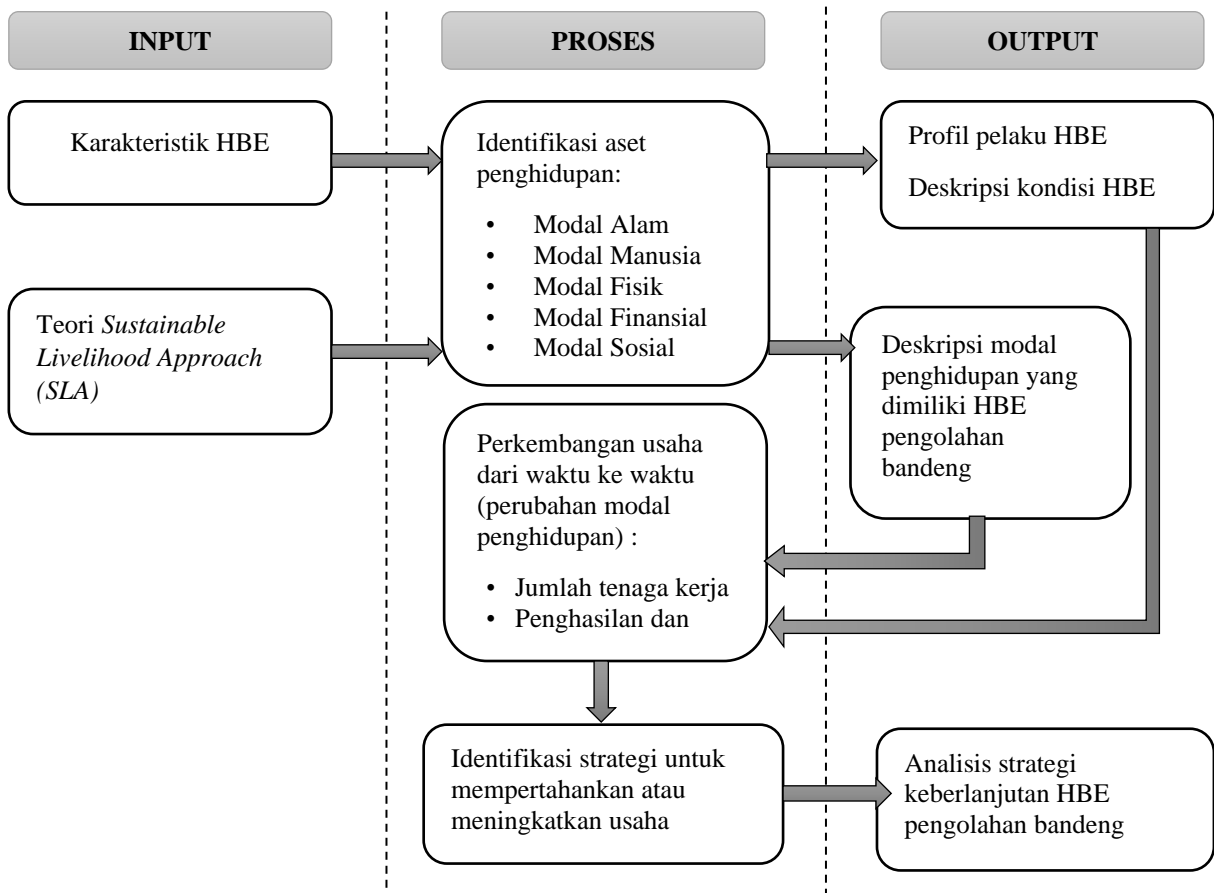 INPUT
PROSES
OUTPUT
Karakteristik HBE
Teori Sustainable
Livelihood Approach
(SLA)
Identifikasi aset
penghidupan:
• Modal Alam
• Modal Manusia
• Modal Fisik
• Modal Finansial
• Modal Sosial
Profil pelaku HBE
Deskripsi kondisi HBE
Deskripsi modal
penghidupan yang
dimiliki HBE
pengolahan
bandeng
Perkembangan usaha
dari waktu ke waktu
(perubahan modal
penghidupan) :
• Jumlah tenaga kerja
• Penghasilan dan
Identifikasi strategi untuk
mempertahankan atau
meningkatkan usaha
Analisis strategi
keberlanjutan HBE
pengolahan bandeng